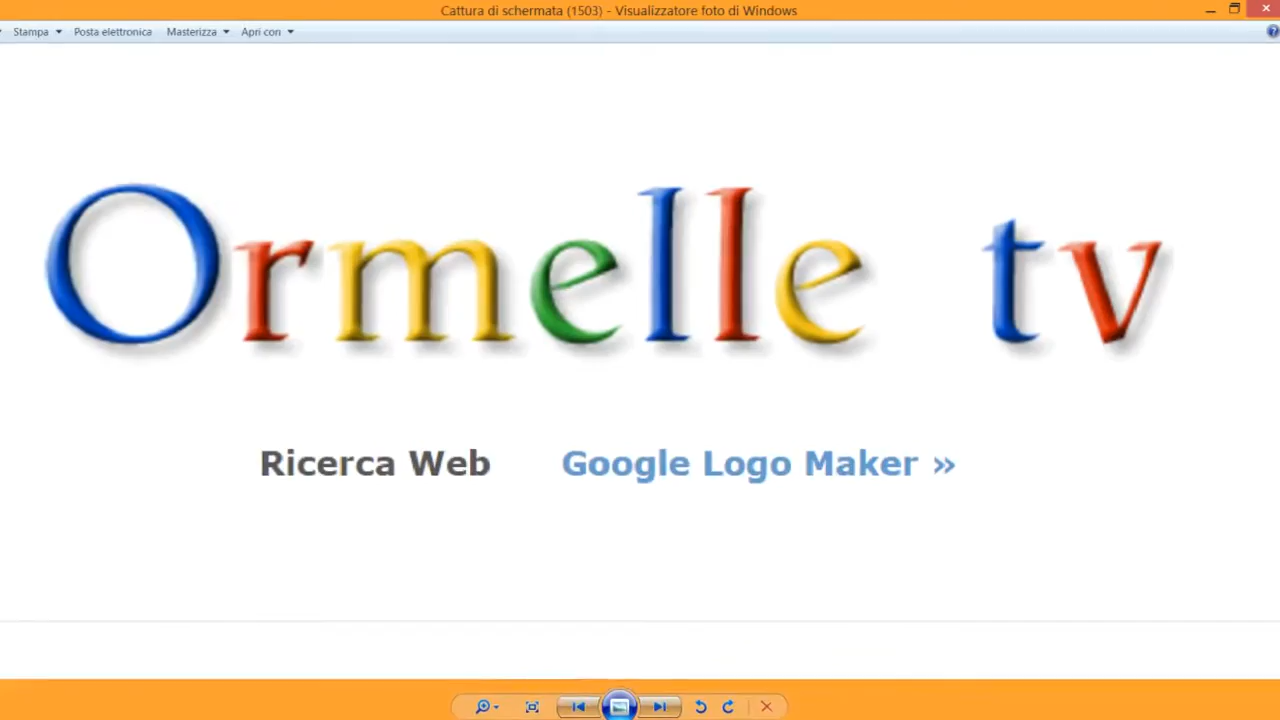 Cattura di schermata (1503) - Visualizzatore foto di Windows
Stampa Posta elettronica Masterizza Apri con
Ormelle tv
Ricerca Web Google Logo Maker »